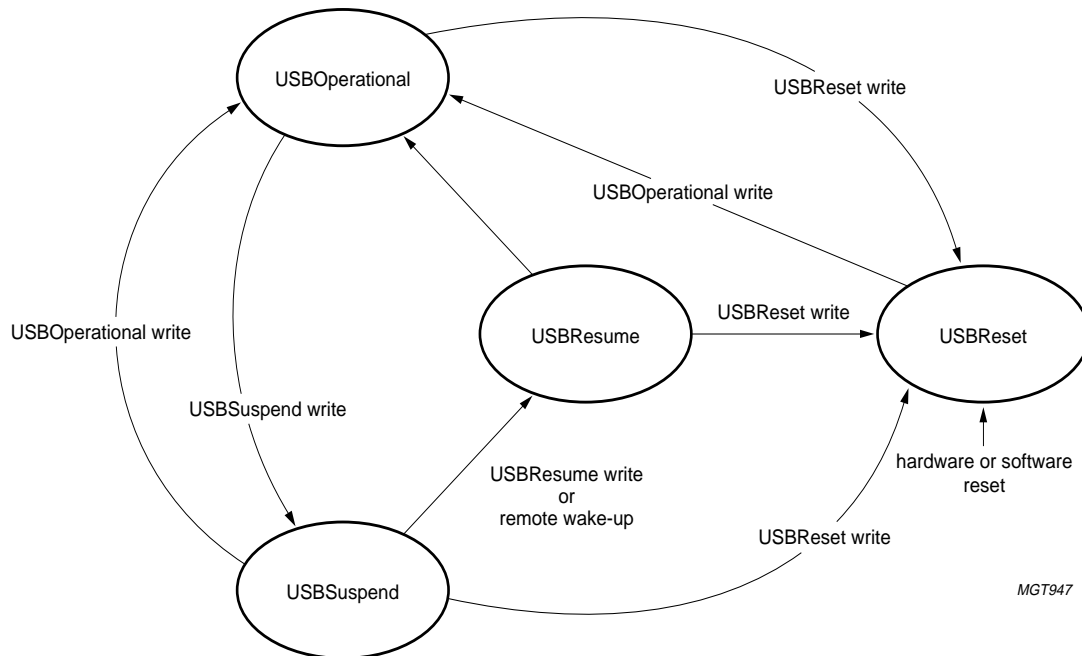 USBOperational
USBReset write
USBOperational write
USBReset write
USBResume
USBReset
USBOperational write
USBSuspend write
hardware or software
reset
USBResume write
or
remote wake-up
USBReset write
USBSuspend
MGT947